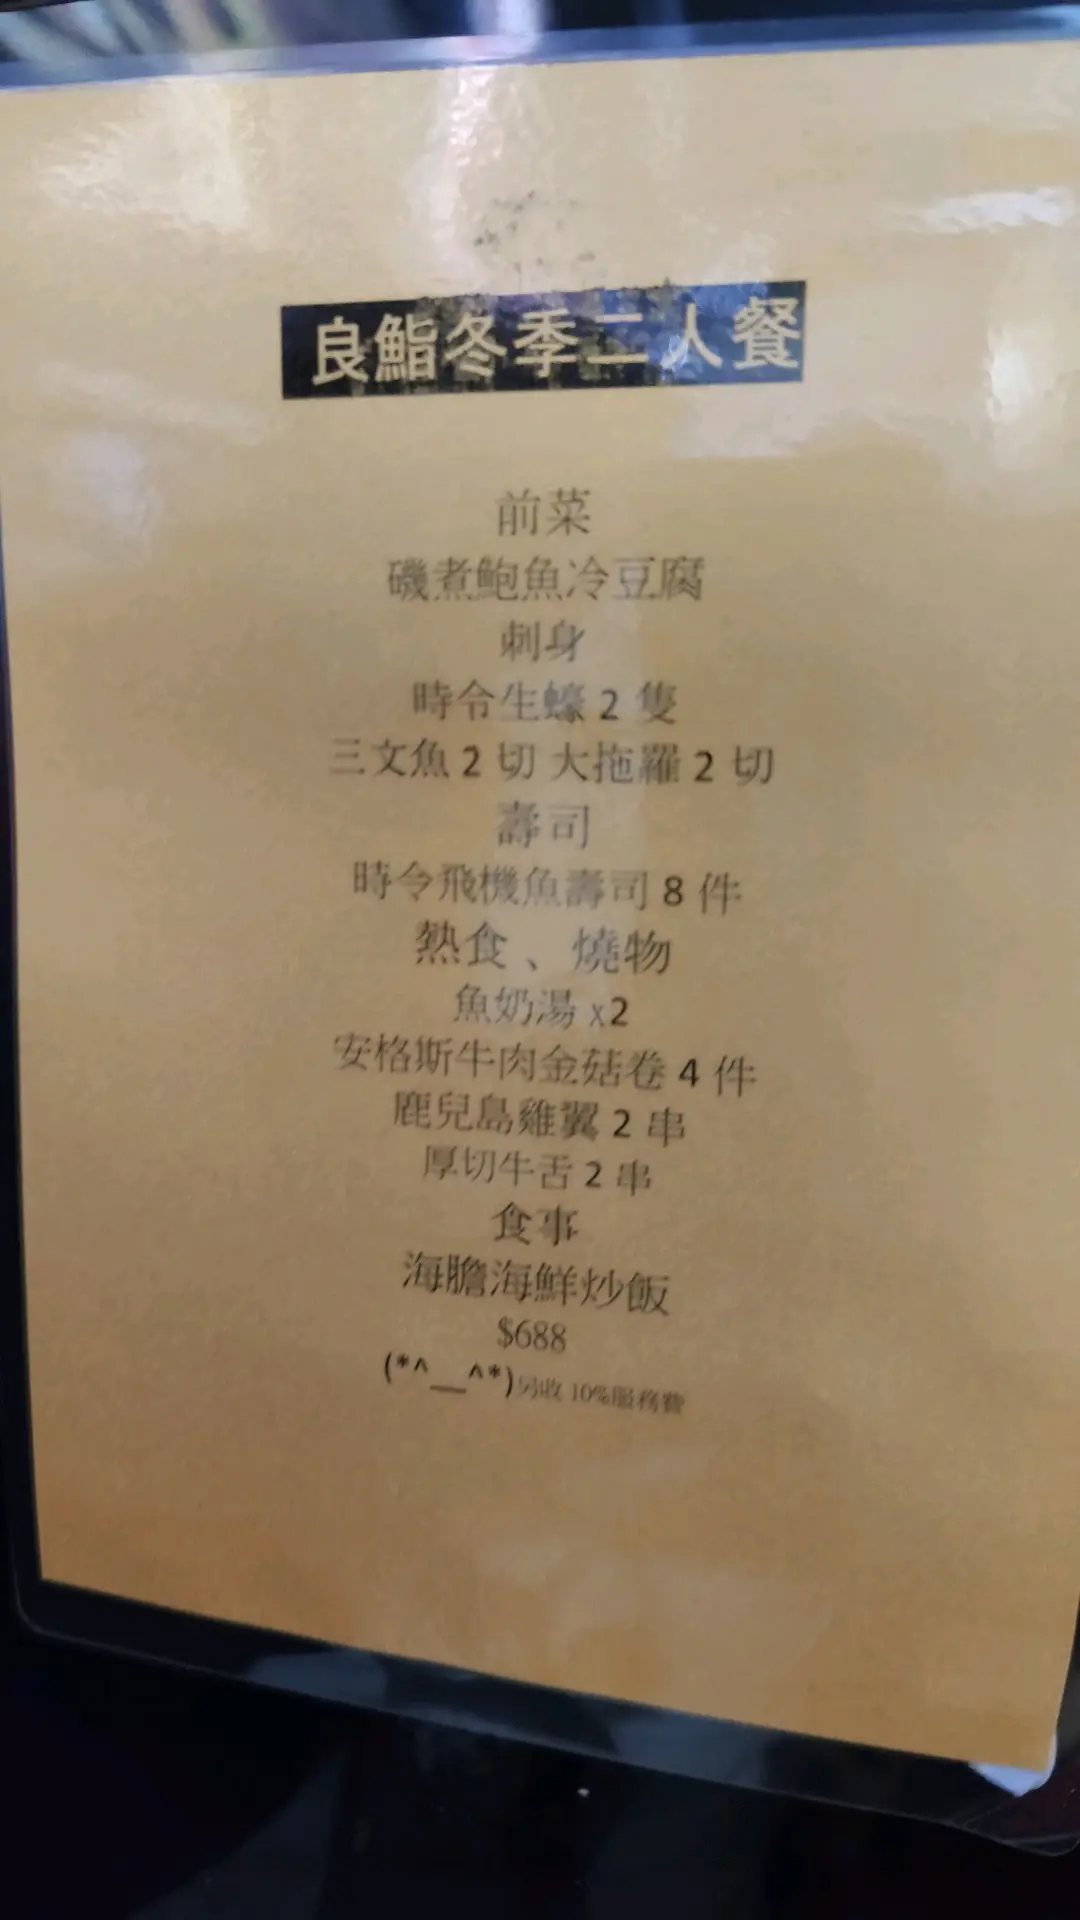 良鮨冬季二人餐
前菜
磯煮鮑魚冷豆腐
刺身
時令生蠔 2 隻
三文魚 2 切 大拖羅 2 切
壽司
時令飛機魚壽司 8 件
熱食、燒物
魚奶湯 x2
安格斯牛肉金菇卷 4 件
鹿兒島雞翼 2 串
厚切牛舌 2 串
食事
海膽海鮮炒飯
$688
(*^__^*)另收 10%服務費